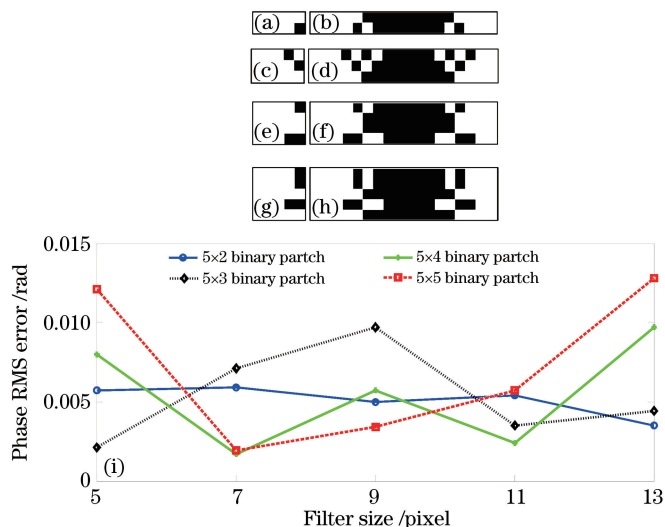 (a) (b)
(c) (d)
(e) (f)
(g) (h)
0.015
0.010
0.005
0
Phase RMS error /rad
5×2 binary partch
5×4 binary partch
5×3 binary partch
5×5 binary partch
(i)
5 7 9 11 13
Filter size /pixel